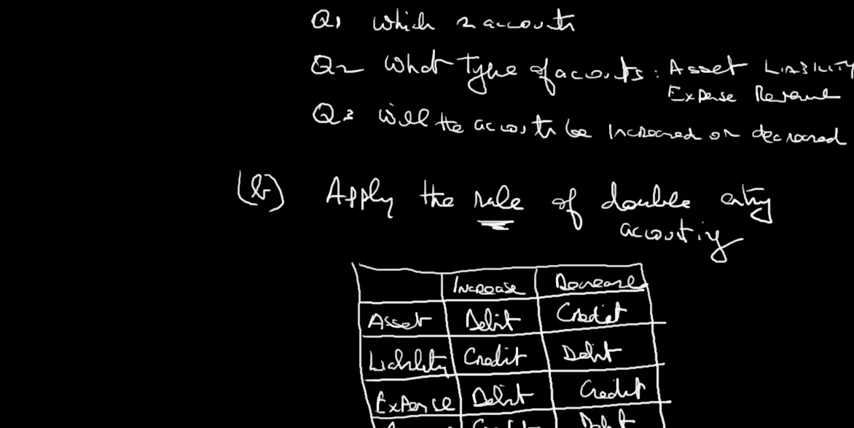 Q1 Which 2 accounts
Q2 What type of accounts: Asset LIABILITY
Expense Revenue
Q3 Will the accounts be increased or decreased
(b) Apply the rule of double entry
accounting
Increase Decrease
Asset Debit Credit
Liability Credit Debit
Expense Debit Credit
Debit